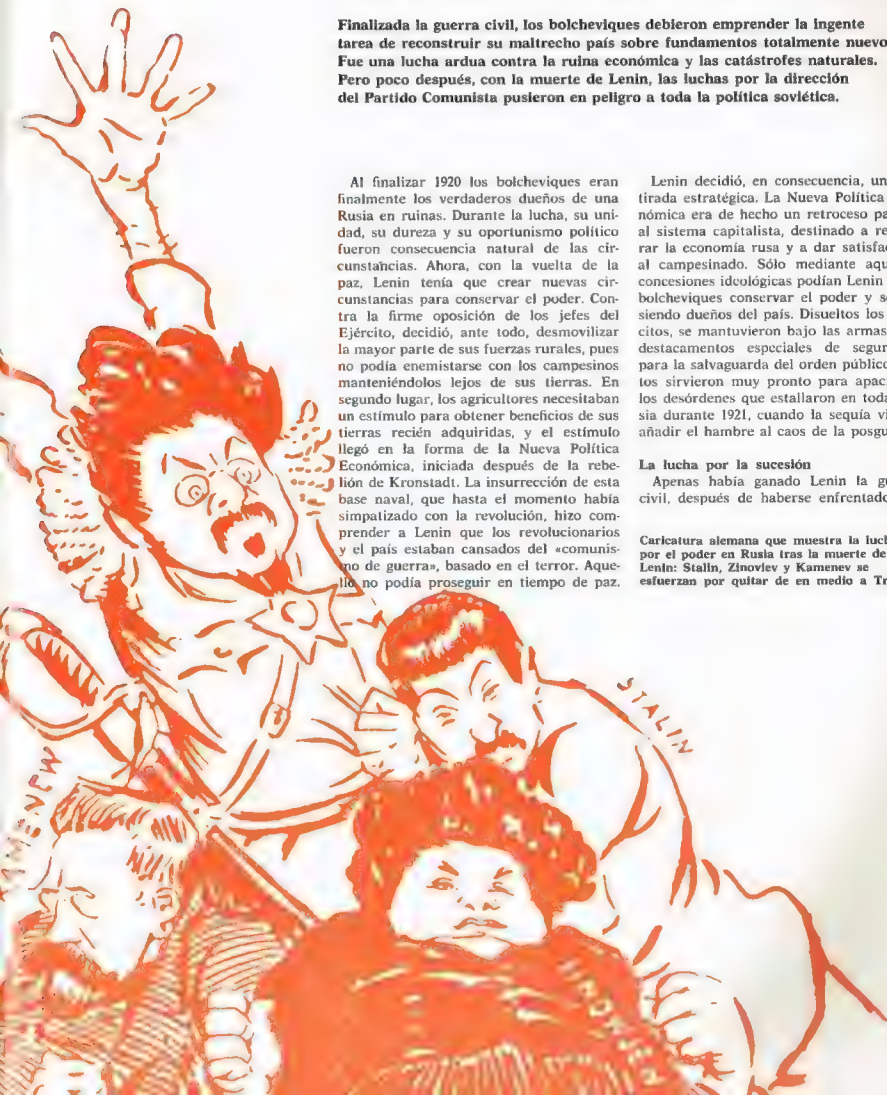 Finalizada la guerra civil, los bolcheviques debieron emprender la ingente
tarea de reconstruir su maltrecho país sobre fundamentos totalmente nuevo
Fue una lucha ardua contra la ruina económica y las catástrofes naturales.
Pero poco después, con la muerte de Lenin, las luchas por la dirección
del Partido Comunista pusieron en peligro a toda la política soviética.
Al finalizar 1920 los bolcheviques eran
finalmente los verdaderos dueños de una
Rusia en ruinas. Durante la lucha, su uni-
dad, su dureza y su oportunismo político
fueron consecuencia natural de las cir-
cunstancias. Ahora, con la vuelta de la
paz, Lenin tenía que crear nuevas cir-
cunstancias para conservar el poder. Con-
tra la firme oposición de los jefes del
Ejército, decidió, ante todo, desmovilizar
la mayor parte de sus fuerzas rurales, pues
no podía enemistarse con los campesinos
manteniéndolos lejos de sus tierras. En
segundo lugar, los agricultores necesitaban
un estímulo para obtener beneficios de sus
tierras recién adquiridas, y el estímulo
llegó en la forma de la Nueva Política
Económica, iniciada después de la rebe-
lión de Kronstadt. La insurrección de esta
base naval, que hasta el momento había
simpatizado con la revolución, hizo com-
prender a Lenin que los revolucionarios
y el país estaban cansados del «comunis-
mo de guerra», basado en el terror. Aque-
llo no podía proseguir en tiempo de paz.
Lenin decidió, en consecuencia, un
tirada estratégica. La Nueva Política
nómica era de hecho un retroceso pa
al sistema capitalista, destinado a re
rar la economía rusa y a dar satisfac
al campesinado. Sólo mediante aqu
concesiones ideológicas podían Lenin
bolcheviques conservar el poder y s
siendo dueños del país. Disueltos los
citos, se mantuvieron bajo las armas
destacamentos especiales de segur
para la salvaguarda del orden público
tos sirvieron muy pronto para apac
los desórdenes que estallaron en toda
sia durante 1921, cuando la sequía vi
añadir el hambre al caos de la posgu
La lucha por la sucesión
Apenas había ganado Lenin la gu
civil, después de haberse enfrentado
Caricatura alemana que muestra la luch
por el poder en Rusia tras la muerte de
Lenin: Stalin, Zinoviev y Kamenev se
esfuerzan por quitar de en medio a Tr
STALIN
MENEW